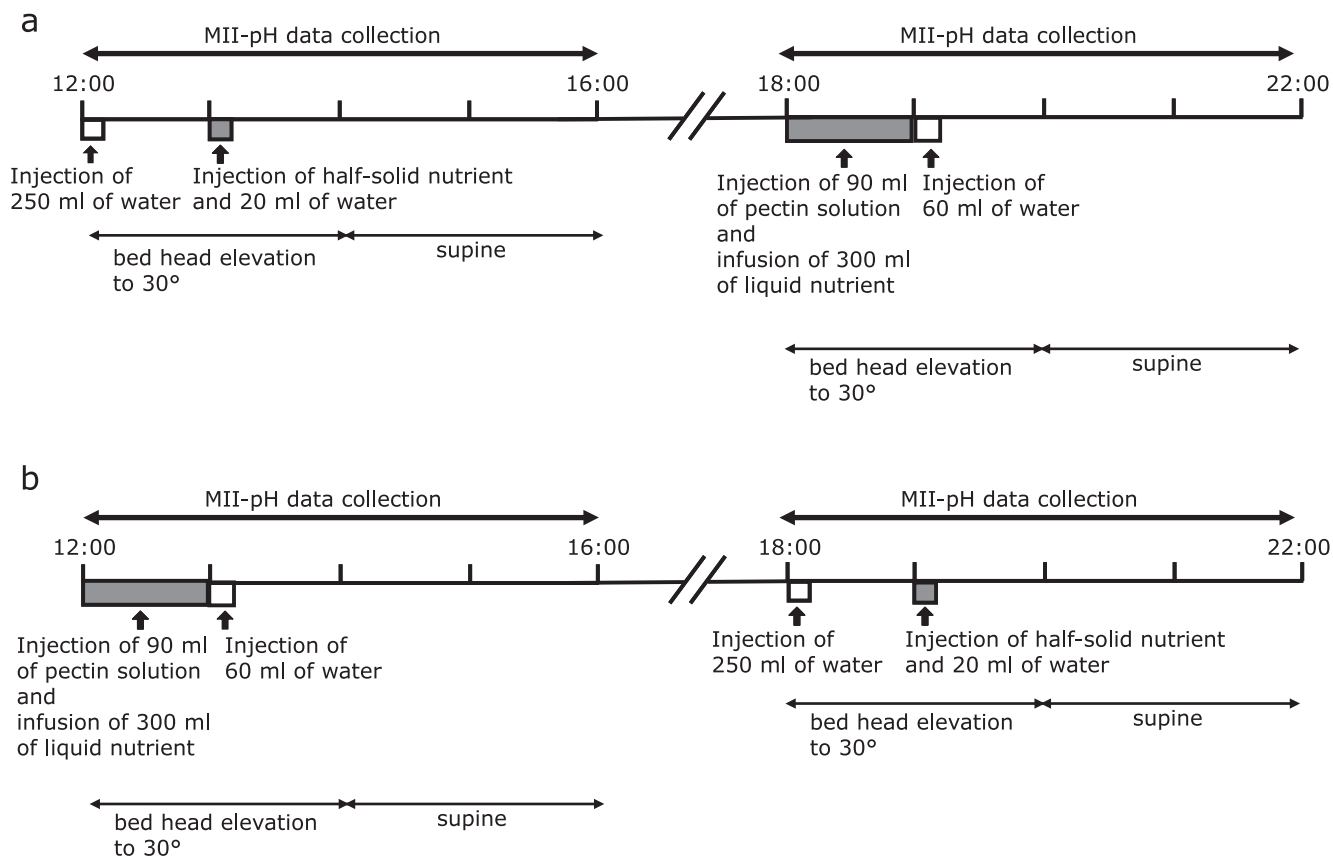 a
MII-pH data collection
12:00
16:00
Injection of
250 ml of water
Injection of half-solid nutrient
and 20 ml of water
bed head elevation
to 30°
supine
MII-pH data collection
18:00
22:00
Injection of 90 ml
of pectin solution
and
infusion of 300 ml
of liquid nutrient
Injection of
60 ml of water
bed head elevation
to 30°
supine
b
MII-pH data collection
12:00
16:00
Injection of 90 ml
of pectin solution
and
infusion of 300 ml
of liquid nutrient
Injection of
60 ml of water
bed head elevation
to 30°
supine
MII-pH data collection
18:00
22:00
Injection of
250 ml of water
Injection of half-solid nutrient
and 20 ml of water
bed head elevation
to 30°
supine